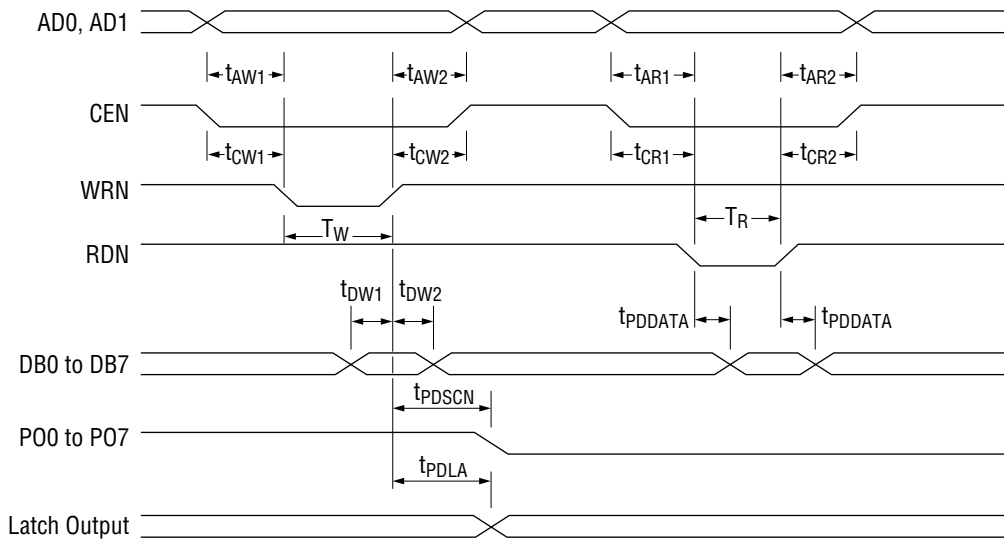 AD0, AD1
tAW1 tAW2 tAR1 tAR2
CEN
tCW1 tCW2 tCR1 tCR2
WRN
TW TR
RDN
tDW1 tDW2 tPDDATA tPDDATA
DB0 to DB7
tPDSCN
PO0 to PO7
tPDLA
Latch Output